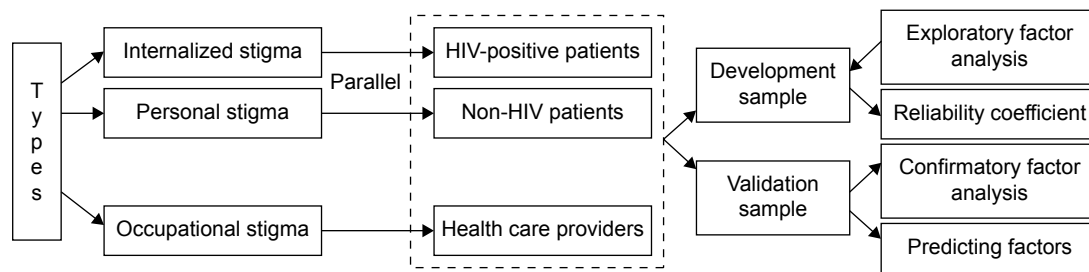 Types
Internalized stigma
Personal stigma
Occupational stigma
Parallel
HIV-positive patients
Non-HIV patients
Health care providers
Development
sample
Validation
sample
Exploratory factor
analysis
Reliability coefficient
Confirmatory factor
analysis
Predicting factors